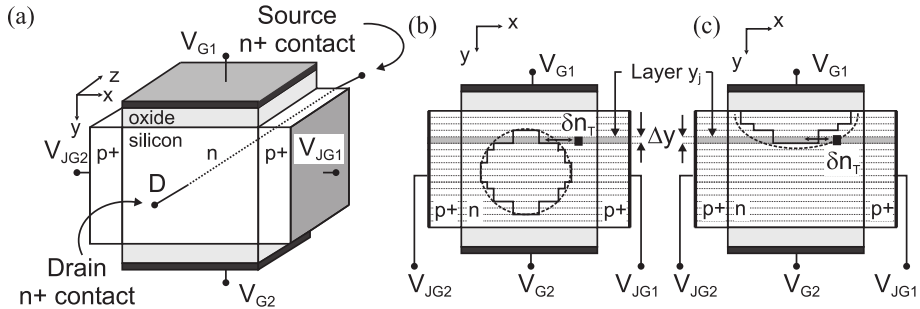 (a)
Source
n+ contact
V_G1
z
x
y
oxide
silicon
p+
n
p+
V_JG2
V_JG1
D
Drain
n+ contact
V_G2
(b)
x
y
V_G1
Layer y_j
δn_T
Δy
p+
n
p+
V_JG2
V_G2
V_JG1
(c)
x
y
V_G1
δn_T
p+
n
p+
V_JG2
V_G2
V_JG1